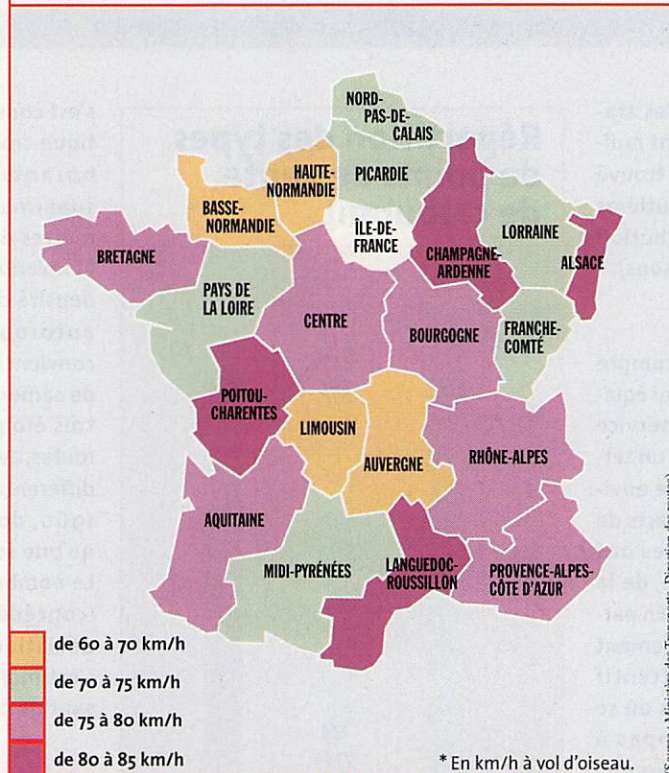 NORD-
PAS-DE-
CALAIS
HAUTE-
NORMANDIE
PICARDIE
BASSE-
NORMANDIE
ÎLE-DE-
FRANCE
LORRAINE
BRETAGNE
CHAMPAGNE-
ARDENNE
ALSACE
PAYS DE
LA LOIRE
CENTRE
BOURGOGNE
FRANCHE-
COMTÉ
POITOU-
CHARENTES
LIMOUSIN
AUVERGNE
RHÔNE-ALPES
AQUITAINE
MIDI-PYRÉNÉES
LANGUEDOC-
ROUSSILLON
PROVENCE-ALPES-
CÔTE D'AZUR
de 60 à 70 km/h
de 70 à 75 km/h
de 75 à 80 km/h
de 80 à 85 km/h
* En km/h à vol d'oiseau.